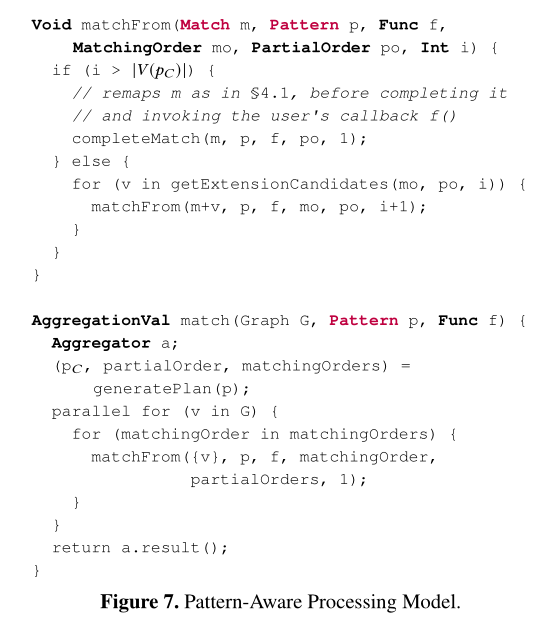 Void matchFrom(Match m, Pattern p, Func f,
MatchingOrder mo, PartialOrder po, Int i) {
if (i > |V(pC)|) {
// remaps m as in §4.1, before completing it
// and invoking the user's callback f()
completeMatch(m, p, f, po, 1);
} else {
for (v in getExtensionCandidates(mo, po, i)) {
matchFrom(m+v, p, f, mo, po, i+1);
}
}
}
AggregationVal match(Graph G, Pattern p, Func f) {
Aggregator a;
(pC, partialOrder, matchingOrders) =
generatePlan(p);
parallel for (v in G) {
for (matchingOrder in matchingOrders) {
matchFrom({v}, p, f, matchingOrder,
partialOrders, 1);
}
}
return a.result();
}
Figure 7. Pattern-Aware Processing Model.